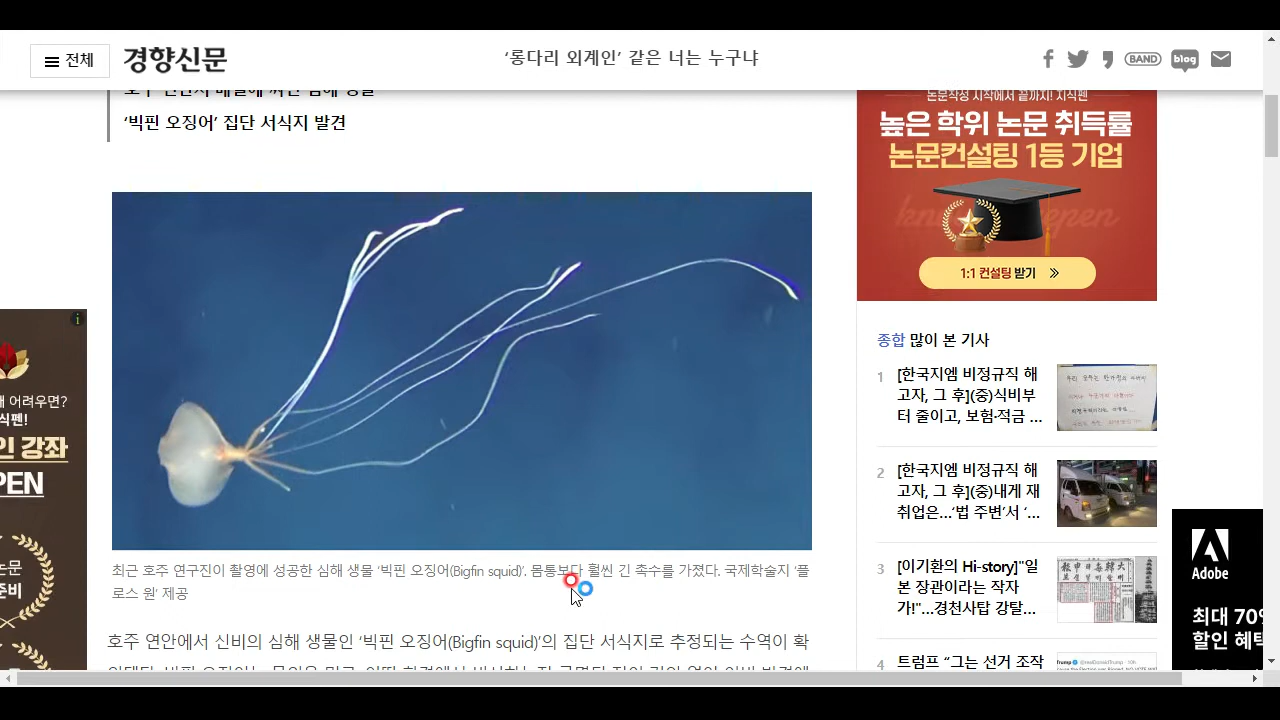 전체
경향신문
‘롱다리 외계인’ 같은 너는 누구냐
BAND
blog
‘빅핀 오징어’ 집단 서식지 발견
논문작성 시작에서 끝까지! 지식펜
높은 학위 논문 취득률
논문컨설팅 1등 기업
1:1 컨설팅 받기
최근 호주 연구진이 촬영에 성공한 심해 생물 ‘빅핀 오징어(Bigfin squid)’. 몸통보다 훨씬 긴 촉수를 가졌다. 국제학술지 ‘플
로스 원’ 제공
호주 연안에서 신비의 심해 생물인 ‘빅핀 오징어(Bigfin squid)’의 집단 서식지로 추정되는 수역이 확
종합 많이 본 기사
1
[한국지엠 비정규직 해
고자, 그 후](중)식비부
터 줄이고, 보험·적금 ...
2
[한국지엠 비정규직 해
고자, 그 후](중)내게 재
취업은…‘법 주변’서 ‘...
3
[이기환의 Hi-story]"일
본 장관이라는 작자
가!"…경천사탑 강탈...
4
트럼프 “그는 선거 조작
어려우면?
식펜!
인 강좌
PEN
논문
준비
Adobe
최대 70%
할인 혜택